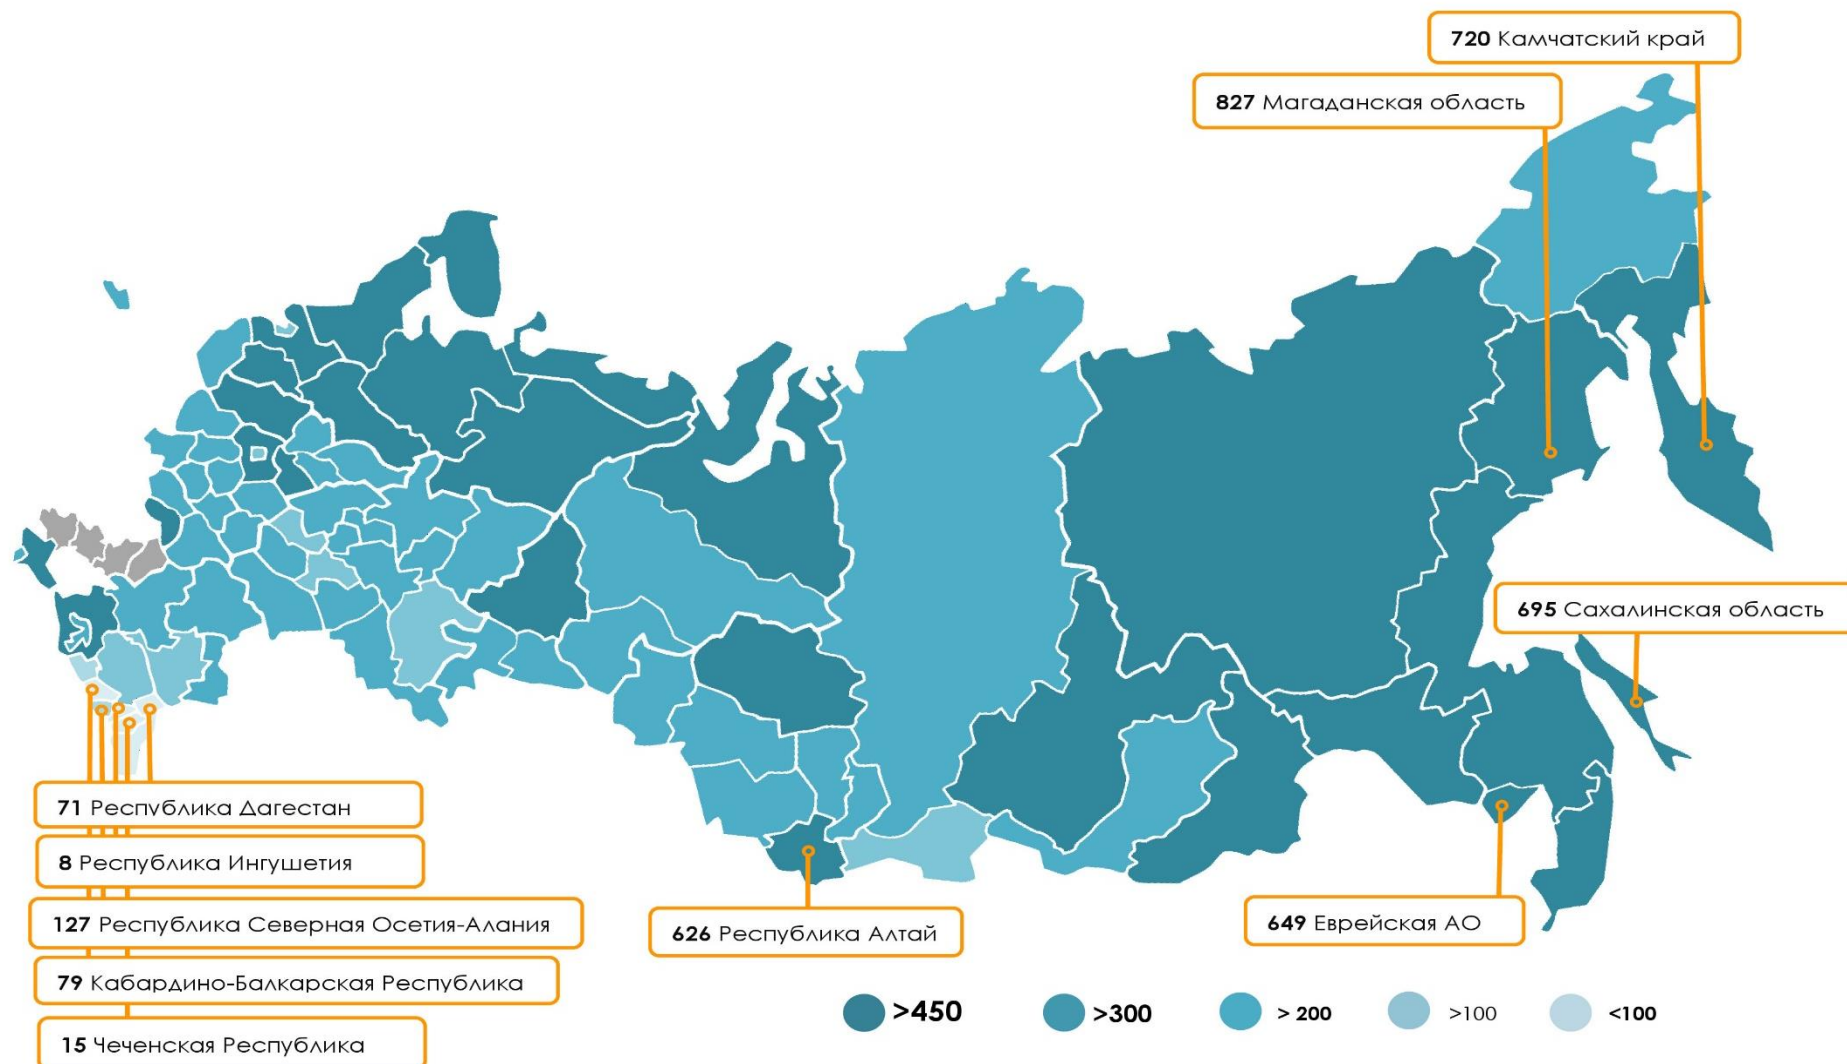 720 Камчатский край
827 Магаданская область
695 Сахалинская область
71 Республика Дагестан
8 Республика Ингушетия
127 Республика Северная Осетия-Алания
79 Кабардино-Балкарская Республика
15 Чеченская Республика
626 Республика Алтай
649 Еврейская АО
>450
>300
> 200
>100
<100